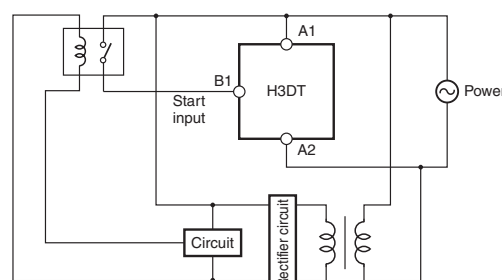 A1
B1
H3DT
Start
input
Power
A2
Circuit
Rectifier circuit